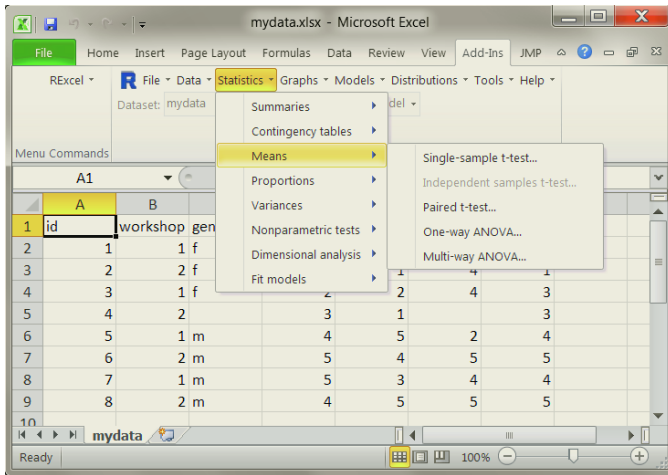 mydata.xlsx - Microsoft Excel
File Home Insert Page Layout Formulas Data Review View Add-Ins JMP
RExcel R File Data Statistics Graphs Models Distributions Tools Help
Dataset: mydata del
Summaries
Contingency tables
Menu Commands
Means
Single-sample t-test...
Proportions
Independent samples t-test...
Variances
Paired t-test...
Nonparametric tests
One-way ANOVA...
Dimensional analysis
Multi-way ANOVA...
Fit models
A1
A B
1 id workshop gen
2 1 1 f
3 2 2 f 1 4 1
4 3 1 f 2 2 4 3
5 4 2 3 1 3
6 5 1 m 4 5 2 4
7 6 2 m 5 4 5 5
8 7 1 m 5 3 4 4
9 8 2 m 4 5 5 5
10
mydata
Ready 100%